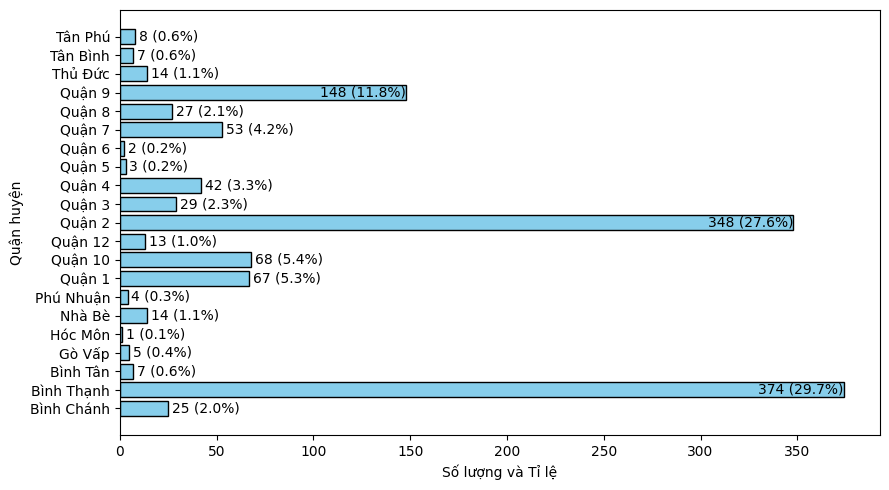 Quận huyện
Tân Phú 8 (0.6%)
Tân Bình 7 (0.6%)
Thủ Đức 14 (1.1%)
Quận 9 148 (11.8%)
Quận 8 27 (2.1%)
Quận 7 53 (4.2%)
Quận 6 2 (0.2%)
Quận 5 3 (0.2%)
Quận 4 42 (3.3%)
Quận 3 29 (2.3%)
Quận 2 348 (27.6%)
Quận 12 13 (1.0%)
Quận 10 68 (5.4%)
Quận 1 67 (5.3%)
Phú Nhuận 4 (0.3%)
Nhà Bè 14 (1.1%)
Hóc Môn 1 (0.1%)
Gò Vấp 5 (0.4%)
Bình Tân 7 (0.6%)
Bình Thạnh 374 (29.7%)
Bình Chánh 25 (2.0%)
0 50 100 150 200 250 300 350
Số lượng và Tỉ lệ